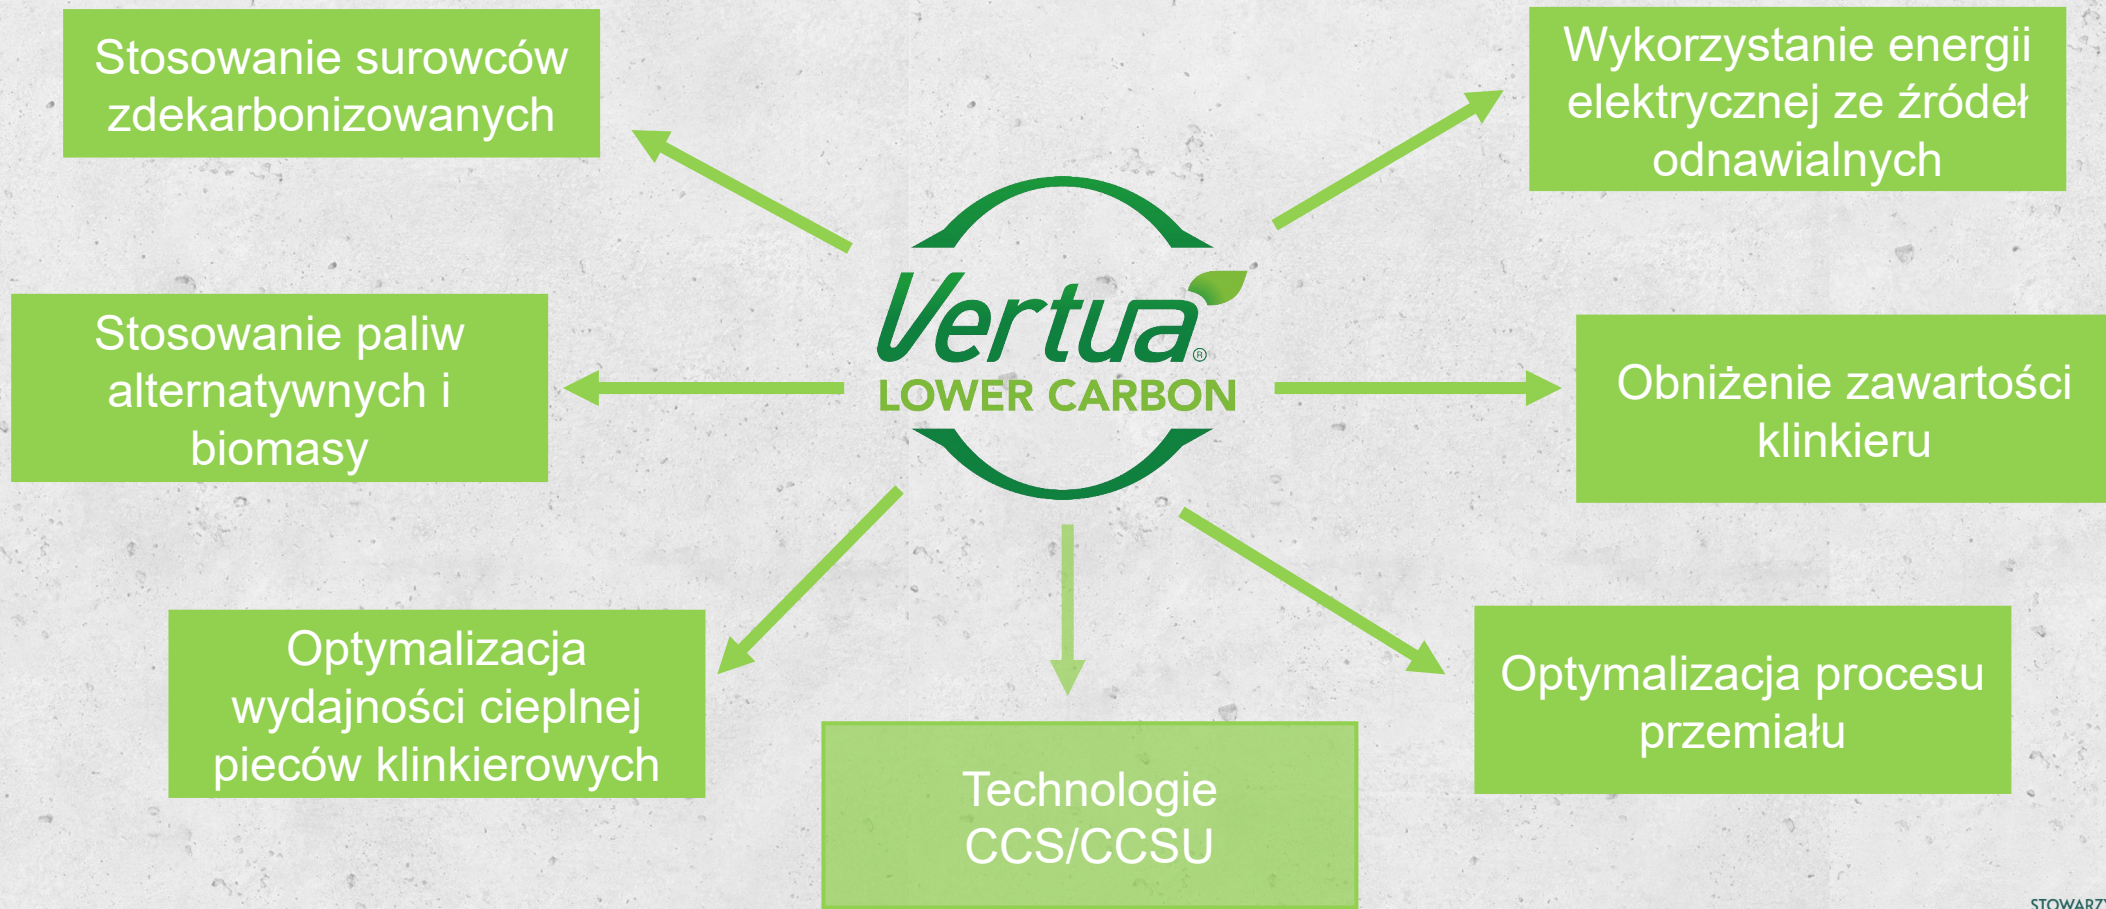 Stosowanie surowców
zdekarbonizowanych
Wykorzystanie energii
elektrycznej ze źródeł
odnawialnych
Vertua®
LOWER CARBON
Stosowanie paliw
alternatywnych i
biomasy
Obniżenie zawartości
klinkieru
Optymalizacja
wydajności cieplnej
pieców klinkierowych
Technologie
CCS/CCSU
Optymalizacja procesu
przemiału